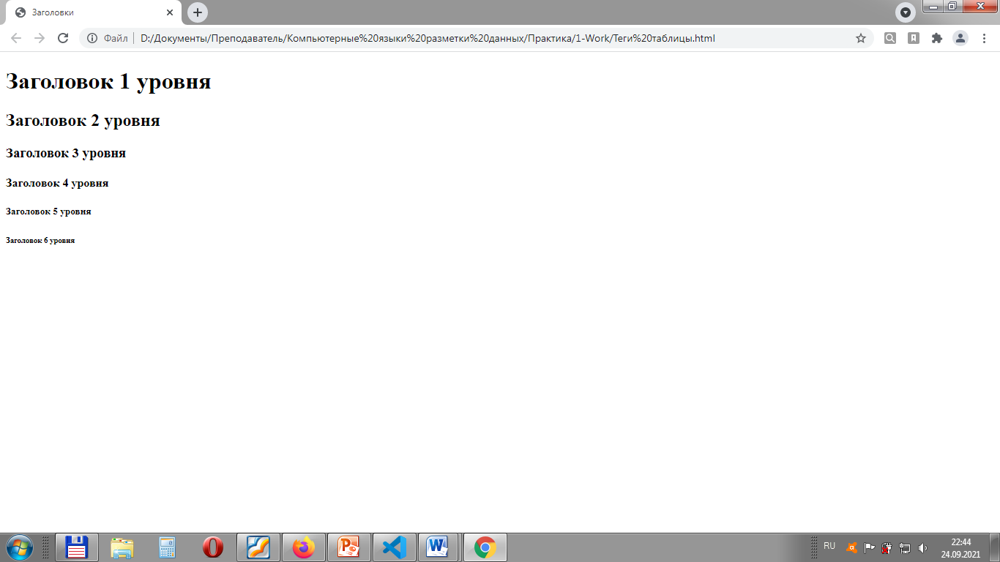 Заголовки
Файл D:/Документы/Преподаватель/Компьютерные%20языки%20разметки%20данных/Практика/1-Work/Теги%20таблицы.html
Заголовок 1 уровня
Заголовок 2 уровня
Заголовок 3 уровня
Заголовок 4 уровня
Заголовок 5 уровня
Заголовок 6 уровня
RU
22:44
24.09.2021